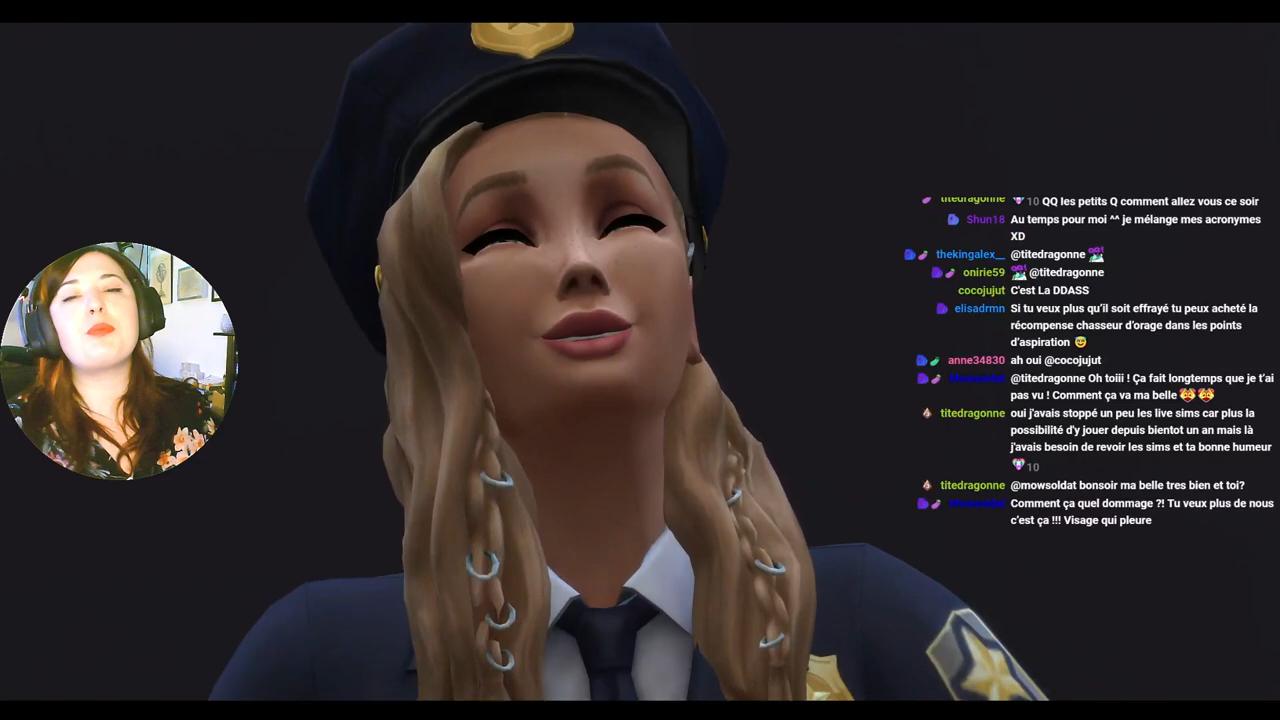 titedragonne 10 QQ les petits Q comment allez vous ce soir
Shun18 Au temps pour moi ^^ je mélange mes acronymes
XD
thekingalex__ @titedragonne
onirie59 @titedragonne
cocojujut C'est La DDASS
elisadrmn Si tu veux plus qu'il soit effrayé tu peux acheté la
récompense chasseur d'orage dans les points
d'aspiration
anne34830 ah oui @cocojujut
Mowsoldat @titedragonne Oh toiii ! Ça fait longtemps que je t'ai
pas vu ! Comment ça va ma belle
titedragonne oui j'avais stoppé un peu les live sims car plus la
possibilité d'y jouer depuis bientot un an mais là
j'avais besoin de revoir les sims et ta bonne humeur
10
titedragonne @mowsoldat bonsoir ma belle tres bien et toi?
Mowsoldat Comment ça quel dommage ?! Tu veux plus de nous
c'est ça !!! Visage qui pleure